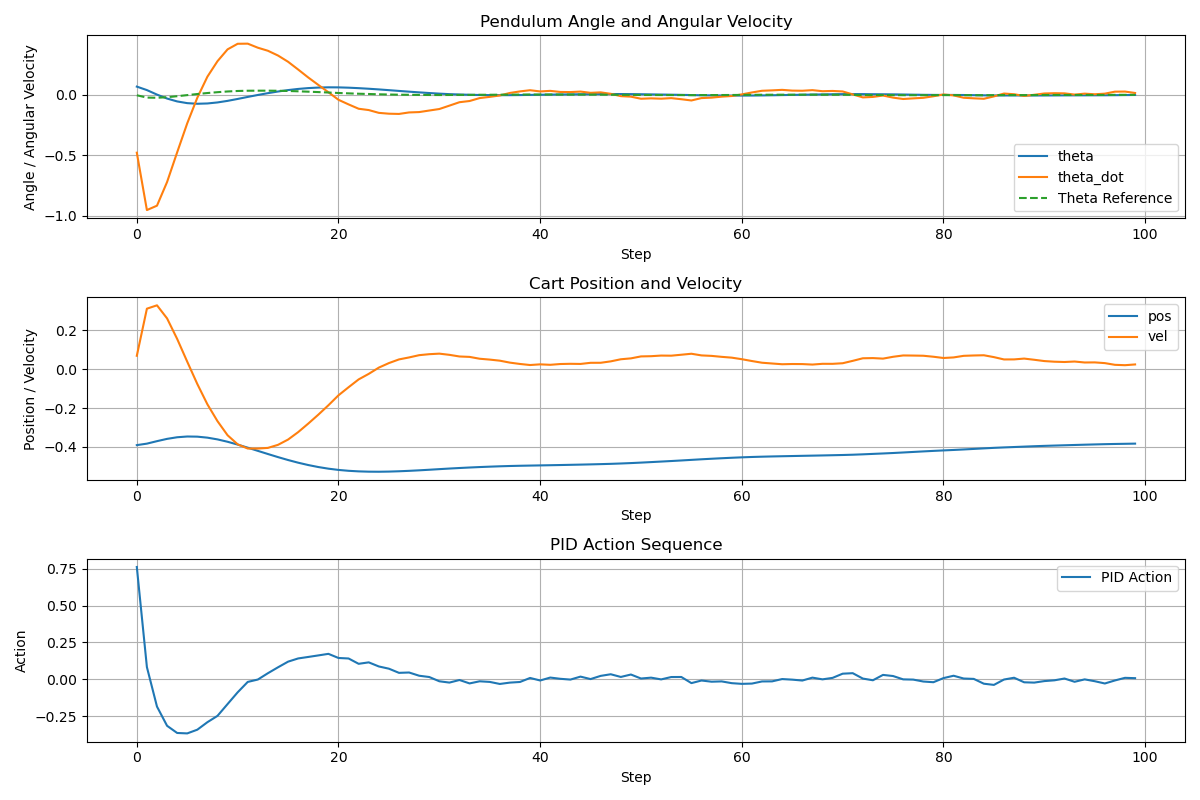 Pendulum Angle and Angular Velocity
Angle / Angular Velocity
0.0
−0.5
−1.0
theta
theta_dot
Theta Reference
0 20 40 60 80 100
Step
Cart Position and Velocity
Position / Velocity
0.2
0.0
−0.2
−0.4
pos
vel
0 20 40 60 80 100
Step
PID Action Sequence
Action
0.75
0.50
0.25
0.00
−0.25
PID Action
0 20 40 60 80 100
Step